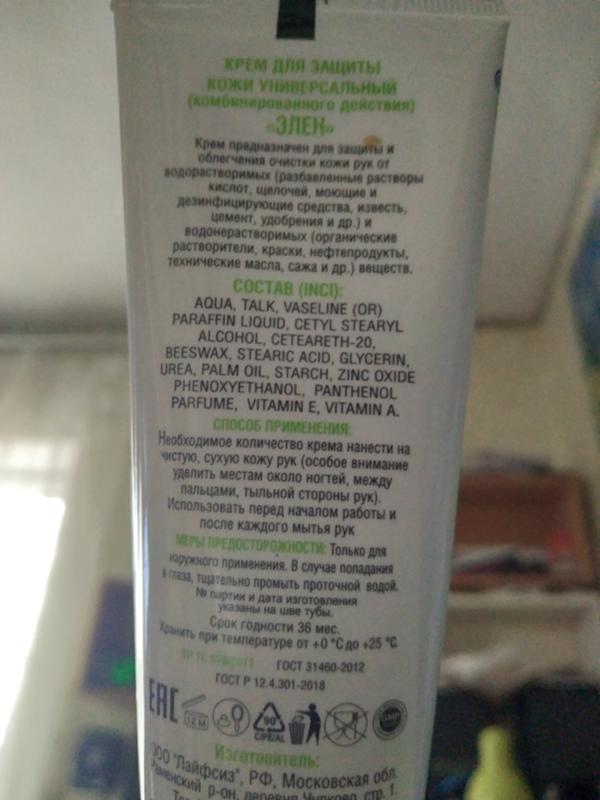 КРЕМ ДЛЯ ЗАЩИТЫ
КОЖИ УНИВЕРСАЛЬНЫЙ
(комбинированного действия)
«ЭЛЕН»
Крем предназначен для защиты и
облегчения очистки кожи рук от
водорастворимых (разбавленные растворы
кислот, щелочей, моющие и
дезинфицирующие средства, известь,
цемент, удобрения и др.) и
водонерастворимых (органические
растворители, краски, нефтепродукты,
технические масла, сажа и др.) веществ.
СОСТАВ (INCI):
AQUA, TALK, VASELINE (OR)
PARAFFIN LIQUID, CETYL STEARYL
ALCOHOL, CETEARETH-20,
BEESWAX, STEARIC ACID, GLYCERIN,
UREA, PALM OIL, STARCH, ZINC OXIDE
PHENOXYETHANOL, PANTHENOL
PARFUME, VITAMIN E, VITAMIN A.
СПОСОБ ПРИМЕНЕНИЯ:
Необходимое количество крема нанести на
чистую, сухую кожу рук (особое внимание
уделить местам около ногтей, между
пальцами, тыльной стороны рук).
Использовать перед началом работы и
после каждого мытья рук
МЕРЫ ПРЕДОСТОРОЖНОСТИ: Только для
наружного применения. В случае попадания
в глаза, тщательно промыть проточной водой.
№ партии и дата изготовления
указаны на шве тубы.
Срок годности 36 мес.
Хранить при температуре от +0 °С до +25 °С
ГОСТ 31460-2012
ГОСТ Р 12.4.301-2018
EAC
12 M
90
C/PE/AL
Изготовитель:
ООО "Лайфсиз", РФ, Московская обл.
Раменский р-он, деревня Чулково, стр. 1.